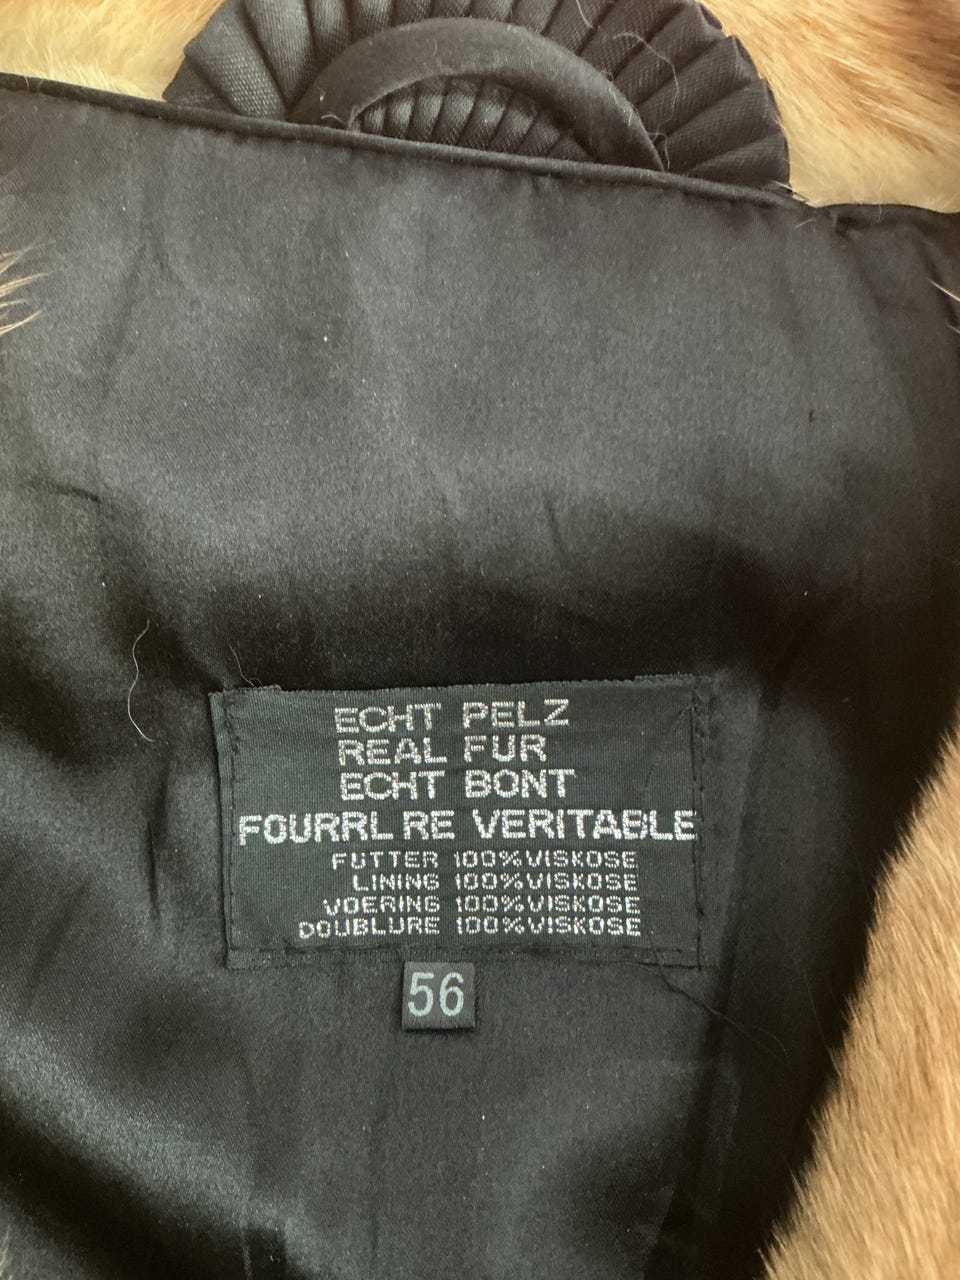 ECHT PELZ
REAL FUR
ECHT BONT
FOURRL RE VERITABLE
FUTTER 100% VISKOSE
LINING 100% VISKOSE
VOERING 100% VISKOSE
DOUBLURE 100% VISKOSE
56